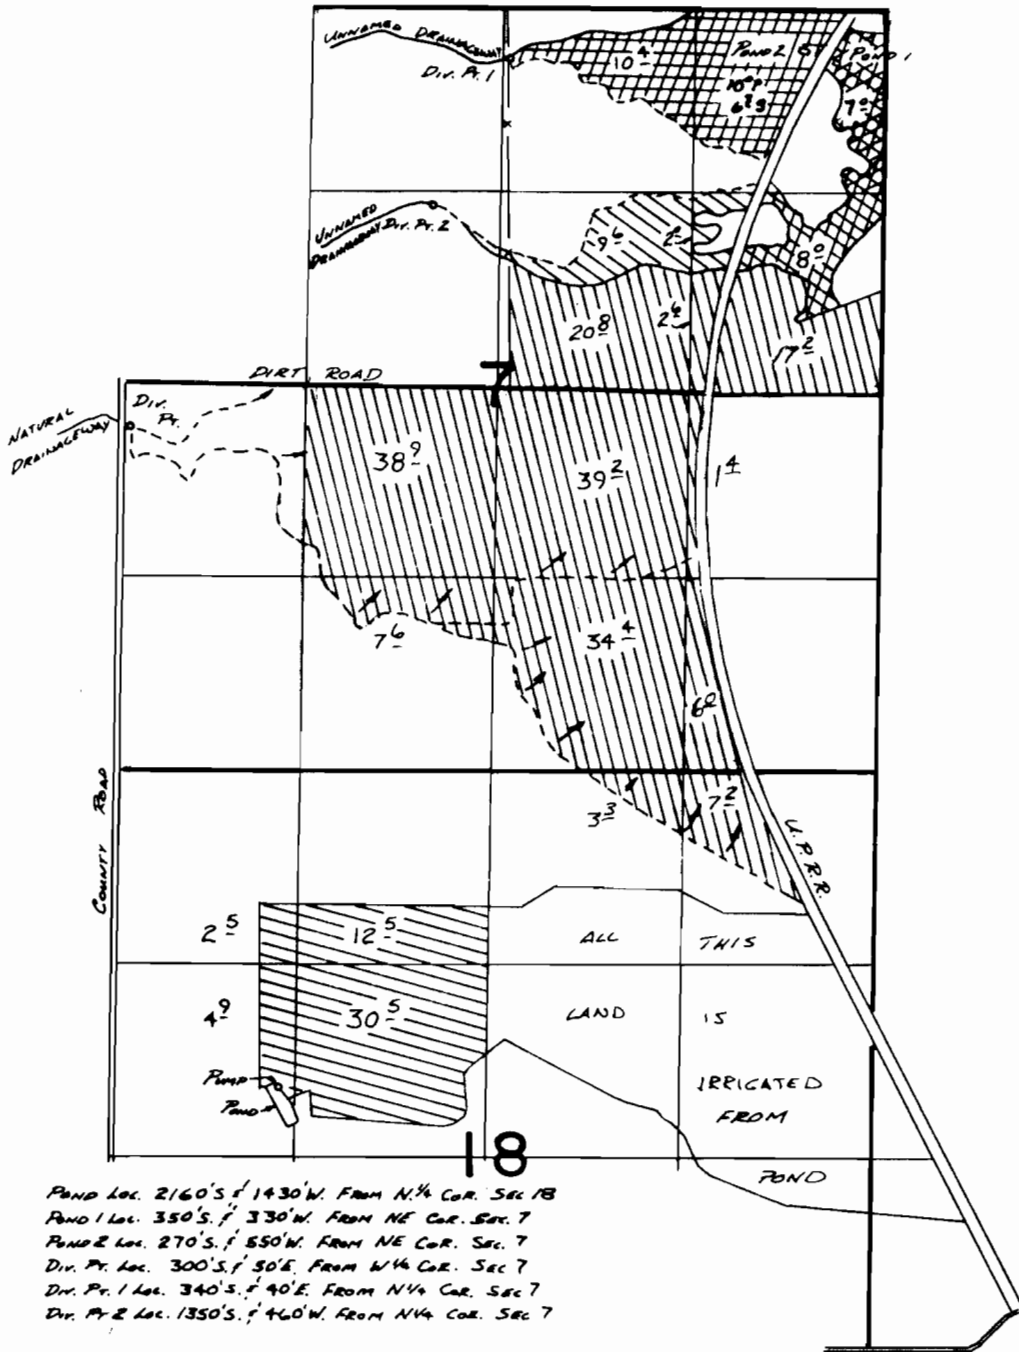 UNNAMED DRAINAGEWAY
DIV. PT. 1
10 4
POND 2
POND 1
7 0
UNNAMED
DRAINAGEWAY DIV. PT. 2
9 6
8 0
20 8
2 6
17 2
7
DIRT ROAD
DIV.
PT.
NATURAL
DRAINAGEWAY
38 9
39 2
1 4
7 6
34 4
COUNTY ROAD
3 3
7 2
U.P.R.R.
2 5
12 5
ALL THIS
4 9
30 5
LAND IS
PUMP
POND
IRRIGATED
FROM
POND
18
POND LOC. 2160'S & 1430'W. FROM N.1/4 COR. SEC 18
POND 1 LOC. 350'S. & 330'W. FROM NE COR. SEC. 7
POND 2 LOC. 270'S. & 550'W. FROM NE COR. SEC. 7
DIV. PT. LOC. 300'S. & 50'E. FROM W1/4 COR. SEC 7
DIV. PT. 1 LOC. 340'S. & 40'E. FROM N1/4 COR. SEC 7
DIV. PT 2 LOC. 1350'S. & 460'W. FROM N1/4 COR. SEC 7